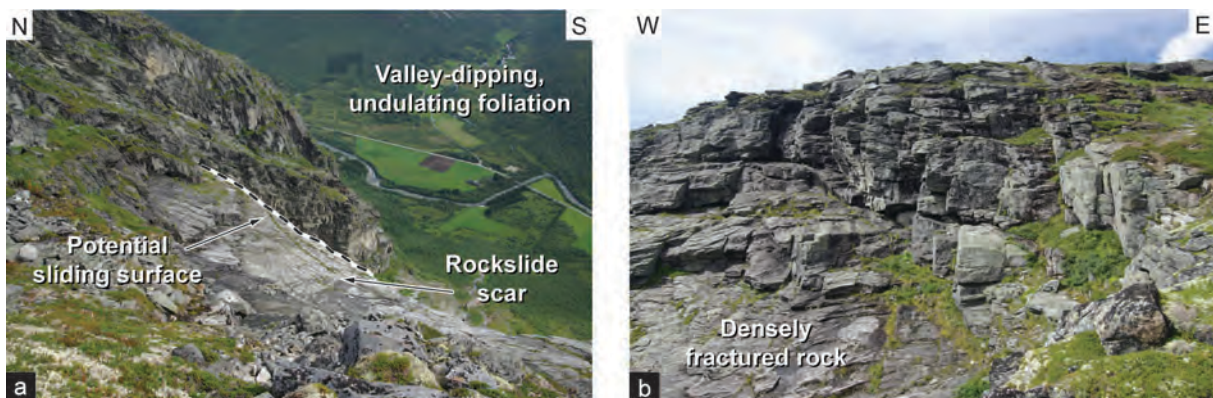 N
S
Valley-dipping,
undulating foliation
Potential
sliding surface
Rockslide
scar
a
W
E
Densely
fractured rock
b